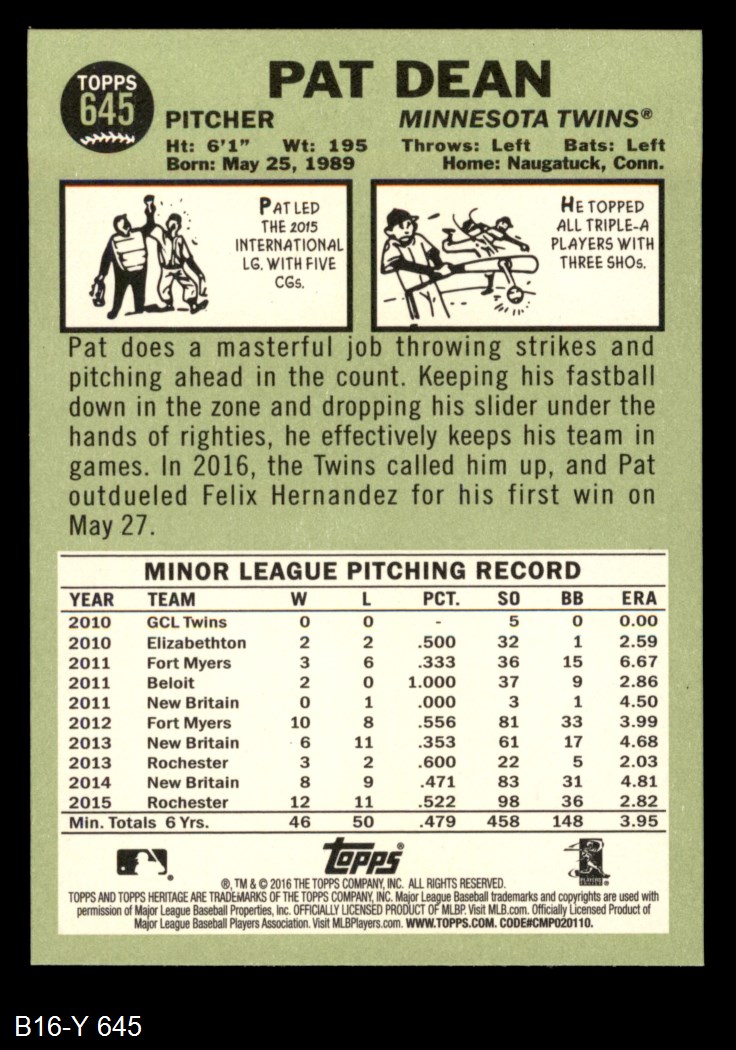 TOPPS
645
PAT DEAN
PITCHER MINNESOTA TWINS®
Ht: 6'1" Wt: 195 Throws: Left Bats: Left
Born: May 25, 1989 Home: Naugatuck, Conn.
PAT LED
THE 2015
INTERNATIONAL
LG. WITH FIVE
CGs.
HE TOPPED
ALL TRIPLE-A
PLAYERS WITH
THREE SHOs.
Pat does a masterful job throwing strikes and
pitching ahead in the count. Keeping his fastball
down in the zone and dropping his slider under the
hands of righties, he effectively keeps his team in
games. In 2016, the Twins called him up, and Pat
outdueled Felix Hernandez for his first win on
May 27.
MINOR LEAGUE PITCHING RECORD
YEAR TEAM W L PCT. SO BB ERA
2010 GCL Twins 0 0 - 5 0 0.00
2010 Elizabethton 2 2 .500 32 1 2.59
2011 Fort Myers 3 6 .333 36 15 6.67
2011 Beloit 2 0 1.000 37 9 2.86
2011 New Britain 0 1 .000 3 1 4.50
2012 Fort Myers 10 8 .556 81 33 3.99
2013 New Britain 6 11 .353 61 17 4.68
2013 Rochester 3 2 .600 22 5 2.03
2014 New Britain 8 9 .471 83 31 4.81
2015 Rochester 12 11 .522 98 36 2.82
Min. Totals 6 Yrs. 46 50 .479 458 148 3.95
Topps®
®, TM & © 2016 THE TOPPS COMPANY, INC. ALL RIGHTS RESERVED.
TOPPS AND TOPPS HERITAGE ARE TRADEMARKS OF THE TOPPS COMPANY, INC. Major League Baseball trademarks and copyrights are used with
permission of Major League Baseball Properties, Inc. OFFICIALLY LICENSED PRODUCT OF MLBP. Visit MLB.com. Officially Licensed Product of
Major League Baseball Players Association. Visit MLBPlayers.com. WWW.TOPPS.COM. CODE#CMP020110.
B16-Y 645